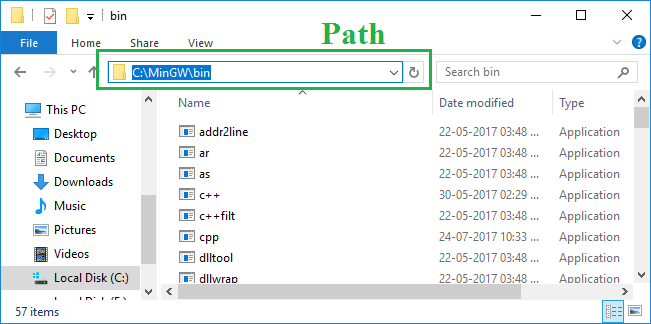 bin
Path
File Home Share View
C:\MinGW\bin
Search bin
This PC
Desktop
Documents
Downloads
Music
Pictures
Videos
Local Disk (C:)
Name Date modified Type
addr2line 22-05-2017 03:48 ... Application
ar 22-05-2017 03:48 ... Application
as 22-05-2017 03:48 ... Application
c++ 30-05-2017 02:29 ... Application
c++filt 22-05-2017 03:48 ... Application
cpp 24-07-2017 10:33 ... Application
dlltool 22-05-2017 03:48 ... Application
dllwrap 22-05-2017 03:48 ... Application
57 items